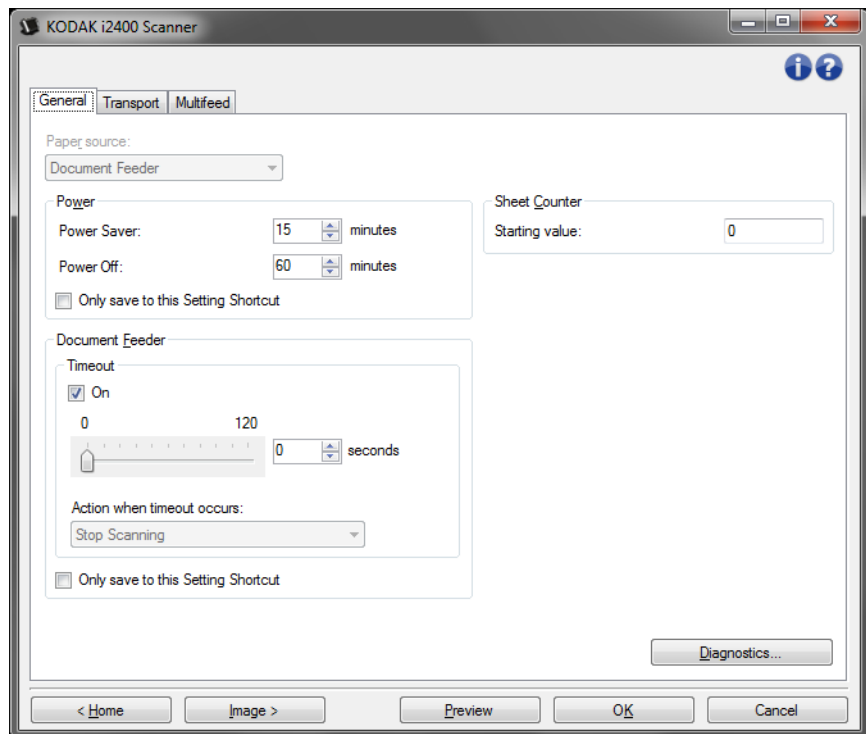 KODAK i2400 Scanner
General Transport Multifeed
Paper source:
Document Feeder
Power
Power Saver: 15 minutes
Power Off: 60 minutes
Only save to this Setting Shortcut
Sheet Counter
Starting value: 0
Document Feeder
Timeout
On
0 120
0 seconds
Action when timeout occurs:
Stop Scanning
Only save to this Setting Shortcut
Diagnostics...
< Home Image > Preview OK Cancel